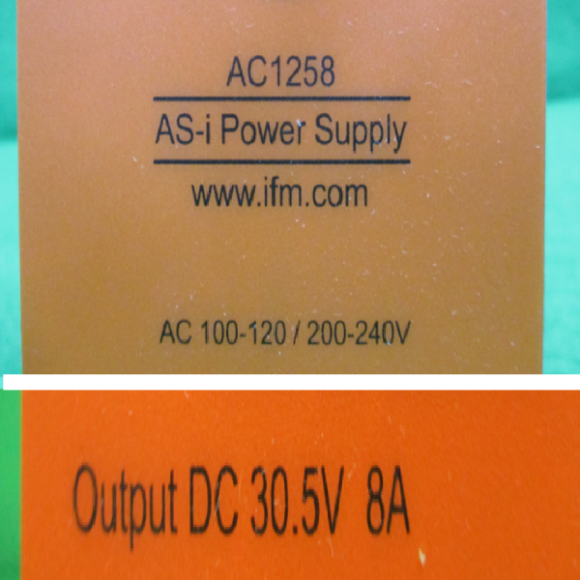 AC1258
AS-i Power Supply
www.ifm.com
AC 100-120 / 200-240V
Output DC 30.5V 8A